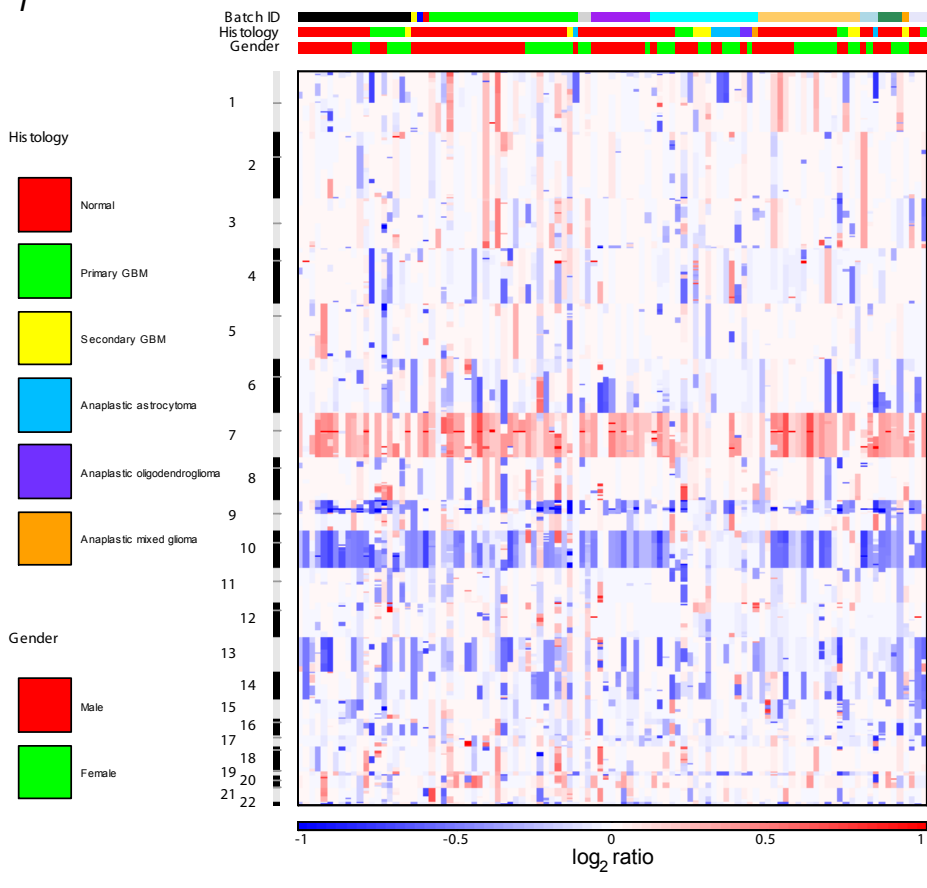 Batch ID
Histology
Gender
Histology
Normal
Primary GBM
Secondary GBM
Anaplastic astrocytoma
Anaplastic oligodendroglioma
Anaplastic mixed glioma
Gender
Male
Female
1
2
3
4
5
6
7
8
9
10
11
12
13
14
15
16
17
18
19
20
21
22
-1
-0.5
0
0.5
1
log2 ratio